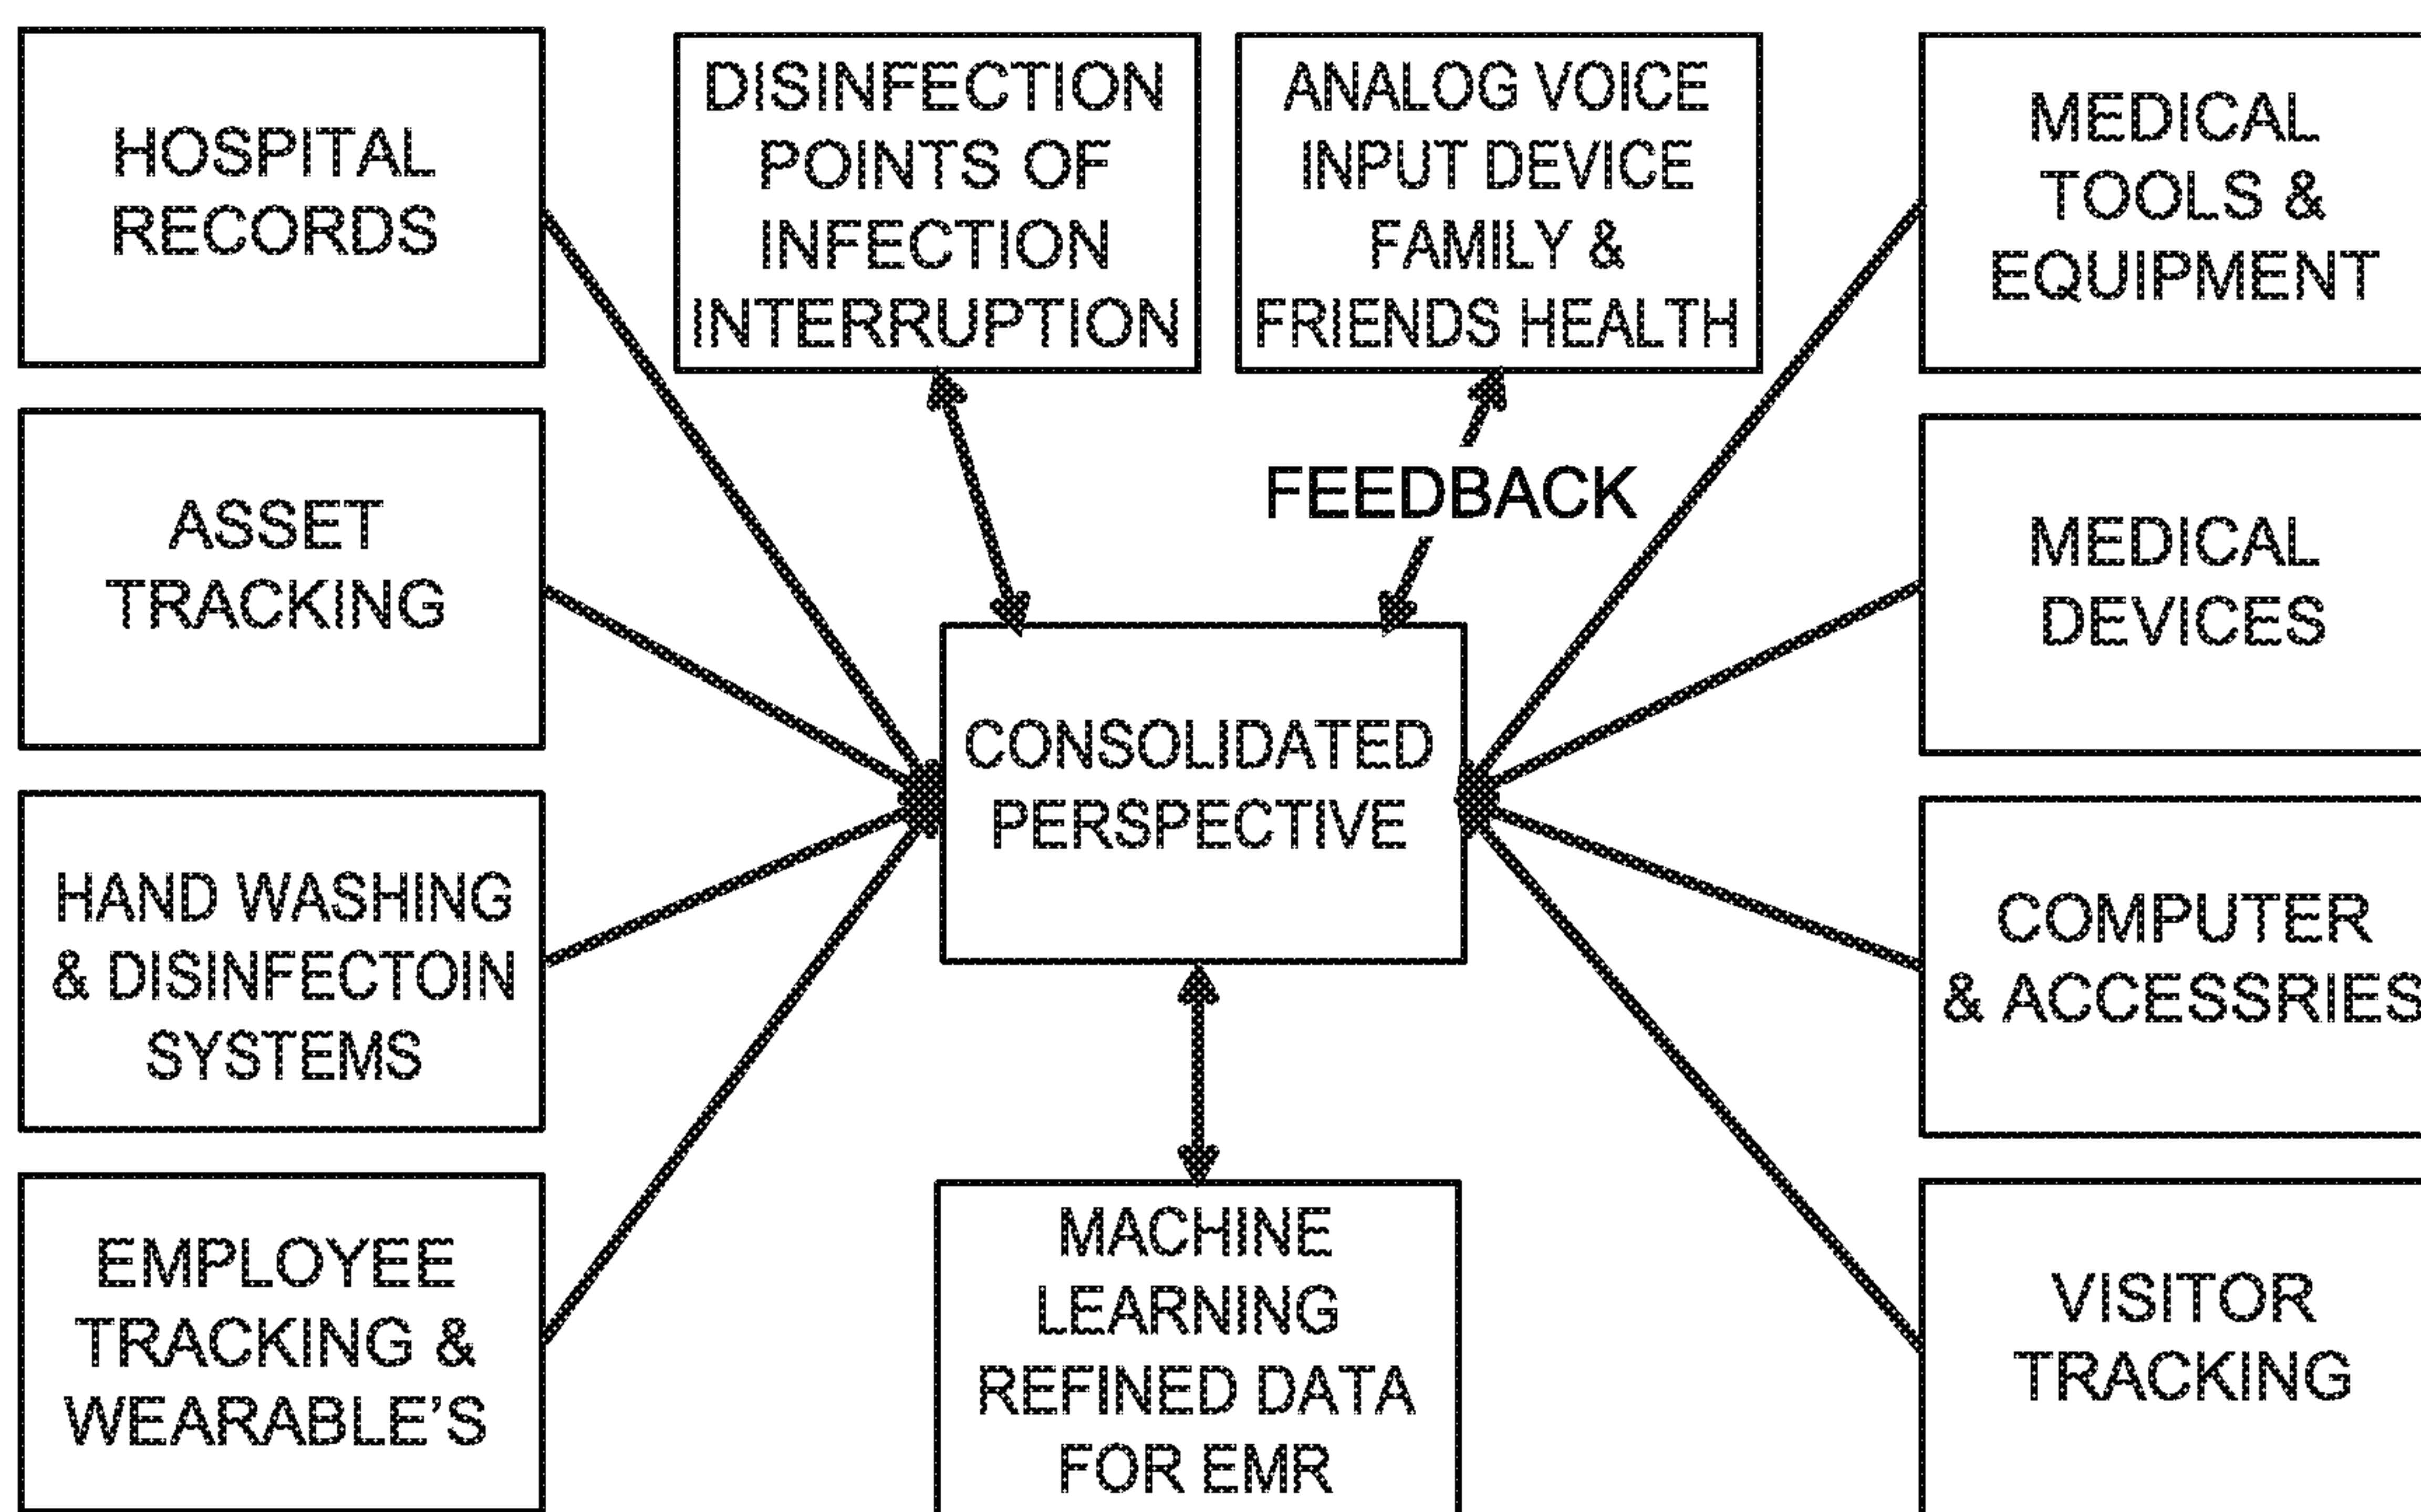 HOSPITAL
RECORDS
DISINFECTION
POINTS OF
INFECTION
INTERRUPTION
ANALOG VOICE
INPUT DEVICE
FAMILY &
FRIENDS HEALTH
MEDICAL
TOOLS &
EQUIPMENT
ASSET
TRACKING
FEEDBACK
MEDICAL
DEVICES
CONSOLIDATED
PERSPECTIVE
HAND WASHING
& DISINFECTOIN
SYSTEMS
COMPUTER
& ACCESSRIES
EMPLOYEE
TRACKING &
WEARABLE'S
MACHINE
LEARNING
REFINED DATA
FOR EMR
VISITOR
TRACKING